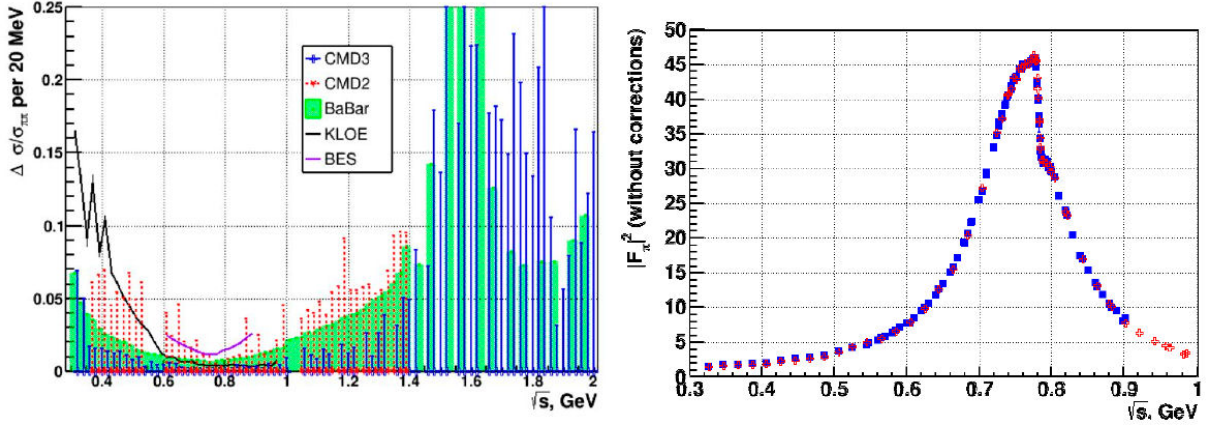 Δ σ/σππ per 20 MeV
0.25
0.2
0.15
0.1
0.05
0
CMD3
CMD2
BaBar
KLOE
BES
0.4 0.6 0.8 1 1.2 1.4 1.6 1.8 2
√s, GeV
|Fπ|² (without corrections)
50
45
40
35
30
25
20
15
10
5
0
0.3 0.4 0.5 0.6 0.7 0.8 0.9 1
√s, GeV